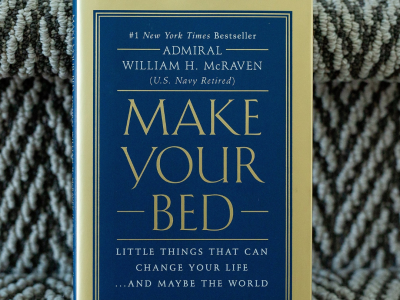 #1 New York Times Bestseller
ADMIRAL
WILLIAM H. McRAVEN
(U.S. Navy Retired)
MAKE
YOUR
BED
LITTLE THINGS THAT CAN
CHANGE YOUR LIFE
...AND MAYBE THE WORLD